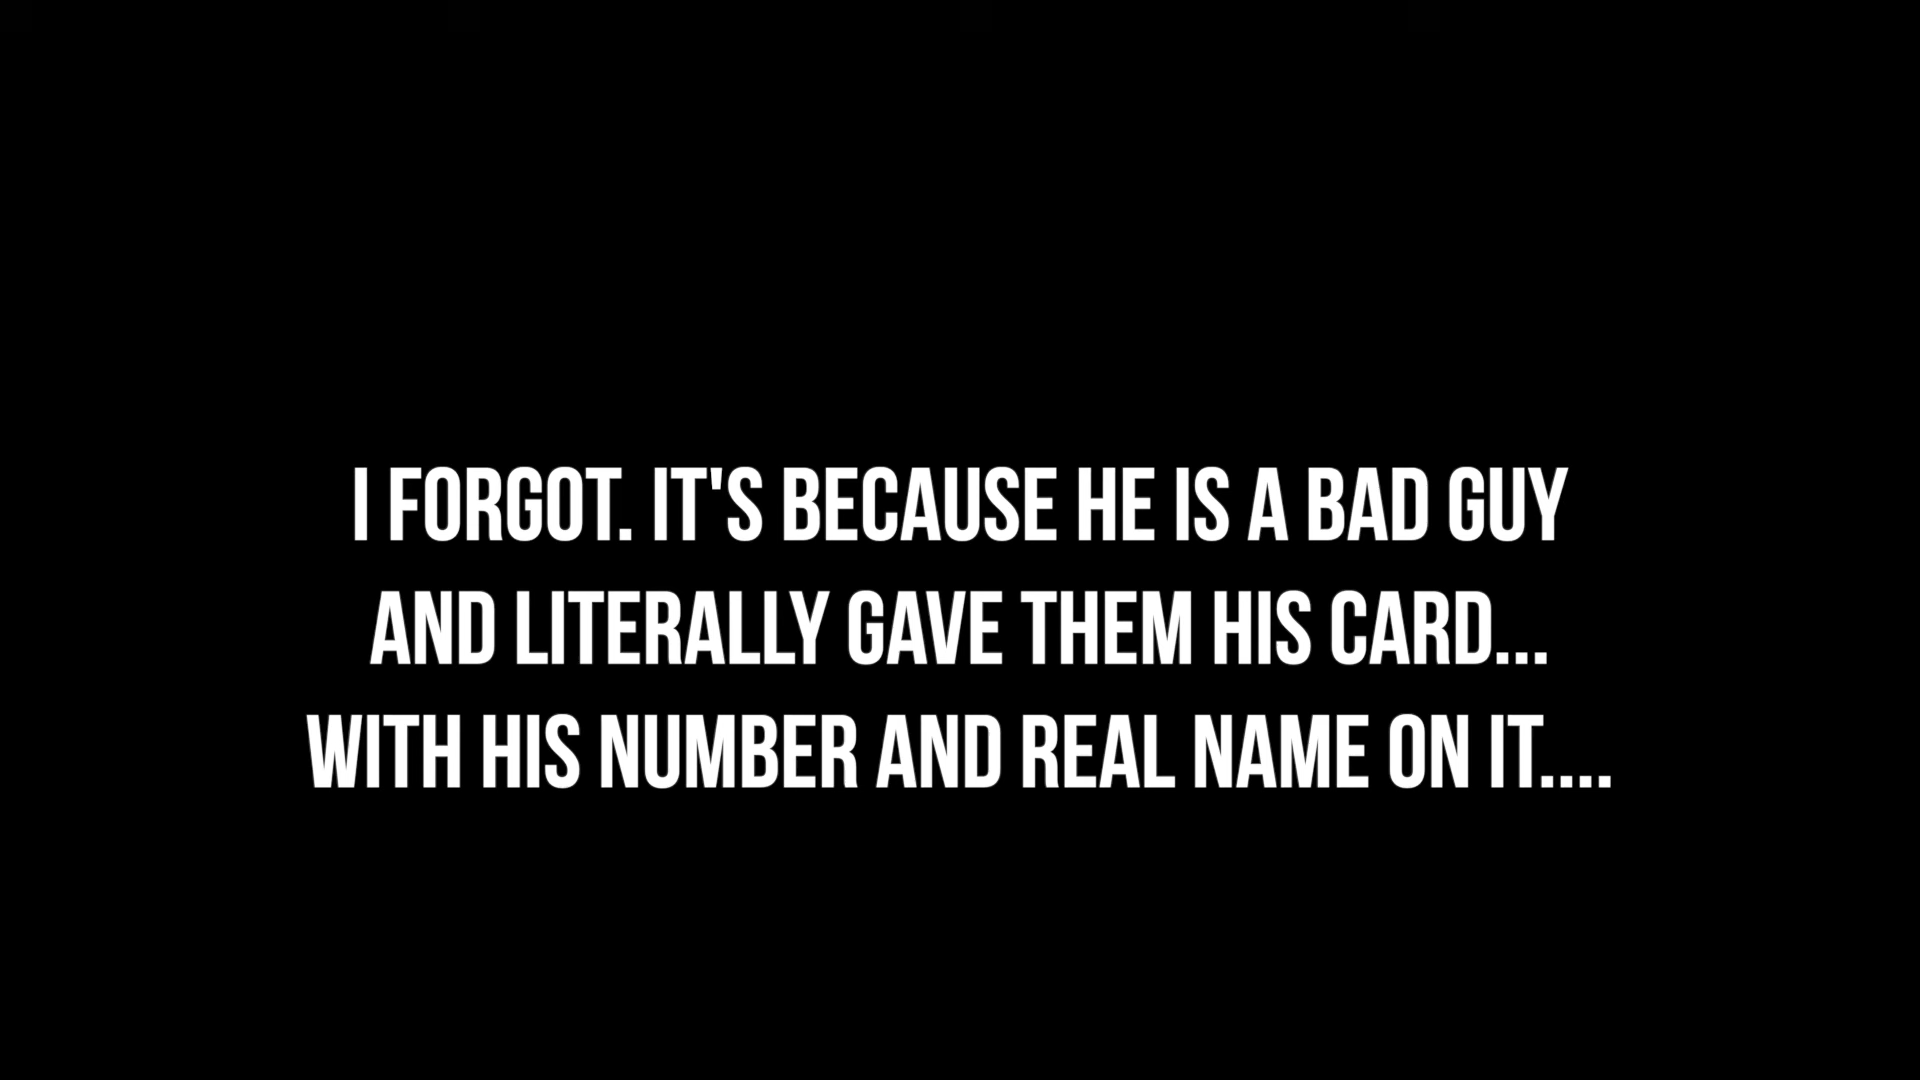 I FORGOT. IT'S BECAUSE HE IS A BAD GUY
AND LITERALLY GAVE THEM HIS CARD...
WITH HIS NUMBER AND REAL NAME ON IT....